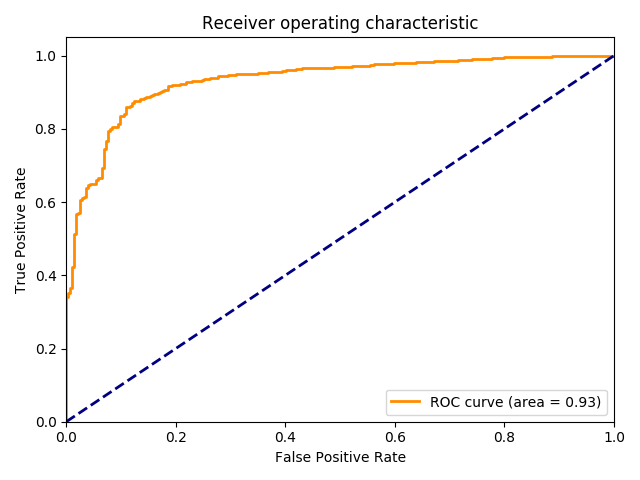 Receiver operating characteristic
1.0
0.8
0.6
0.4
0.2
0.0
True Positive Rate
ROC curve (area = 0.93)
0.0 0.2 0.4 0.6 0.8 1.0
False Positive Rate